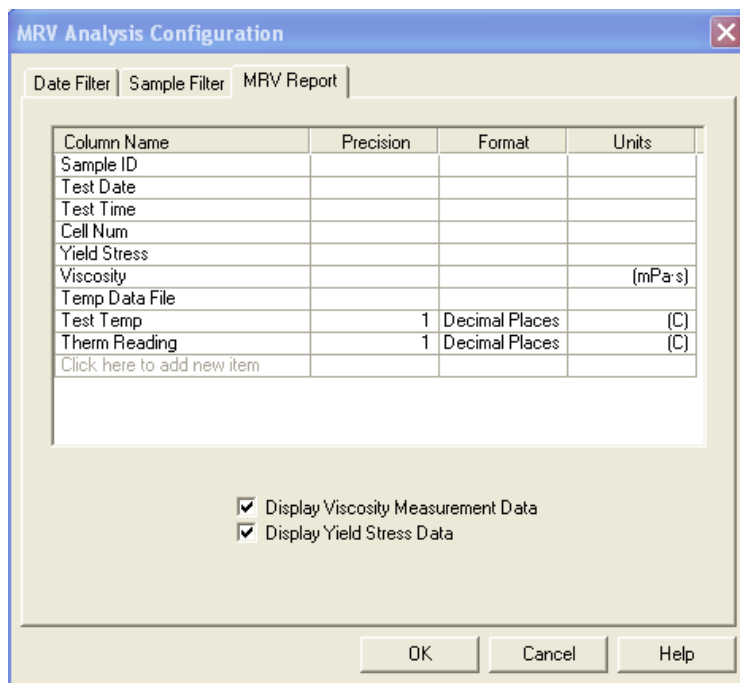 MRV Analysis Configuration
Date Filter Sample Filter MRV Report
Column Name Precision Format Units
Sample ID
Test Date
Test Time
Cell Num
Yield Stress
Viscosity (mPa·s)
Temp Data File
Test Temp 1 Decimal Places (C)
Therm Reading 1 Decimal Places (C)
Click here to add new item
Display Viscosity Measurement Data
Display Yield Stress Data
OK Cancel Help